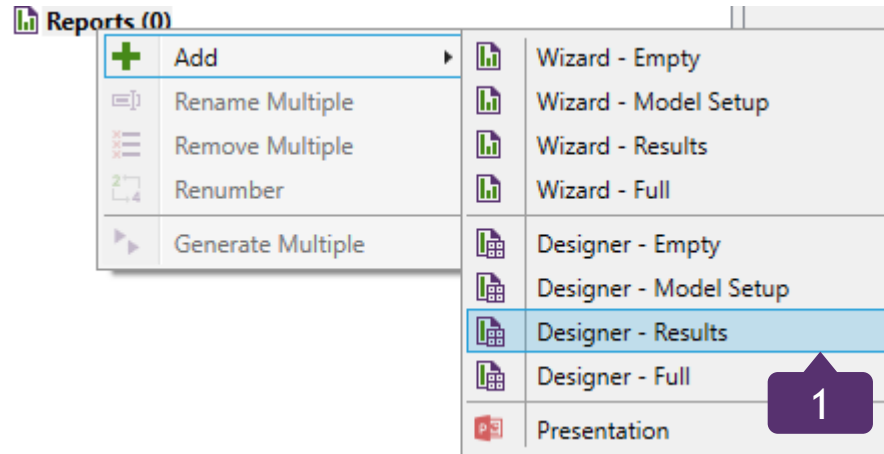 Reports (0)
Add
Rename Multiple
Remove Multiple
Renumber
Generate Multiple
Wizard - Empty
Wizard - Model Setup
Wizard - Results
Wizard - Full
Designer - Empty
Designer - Model Setup
Designer - Results
Designer - Full
Presentation
1